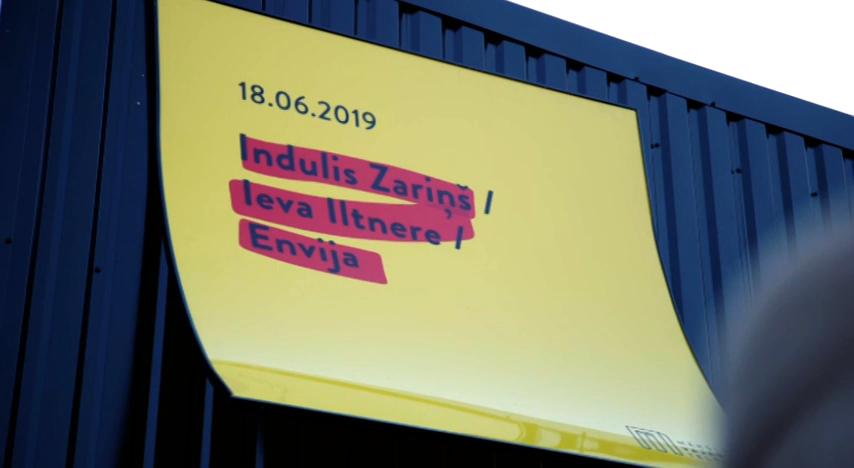 18.06.2019
Indulis Zariņš /
Ieva Iltnere /
Envija